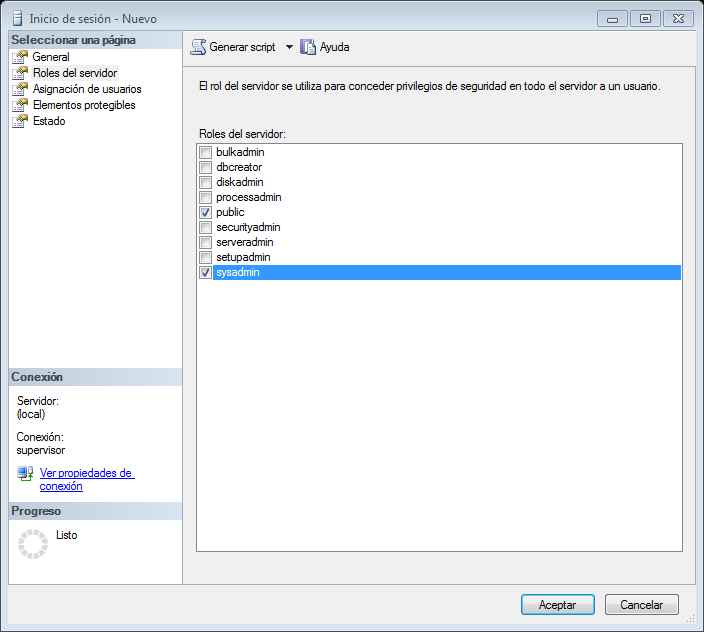 Inicio de sesión - Nuevo
Seleccionar una página
General
Roles del servidor
Asignación de usuarios
Elementos protegibles
Estado
Generar script
Ayuda
El rol del servidor se utiliza para conceder privilegios de seguridad en todo el servidor a un usuario.
Roles del servidor:
bulkadmin
dbcreator
diskadmin
processadmin
public
securityadmin
serveradmin
setupadmin
sysadmin
Conexión
Servidor:
(local)
Conexión:
supervisor
Ver propiedades de
conexión
Progreso
Listo
Aceptar
Cancelar